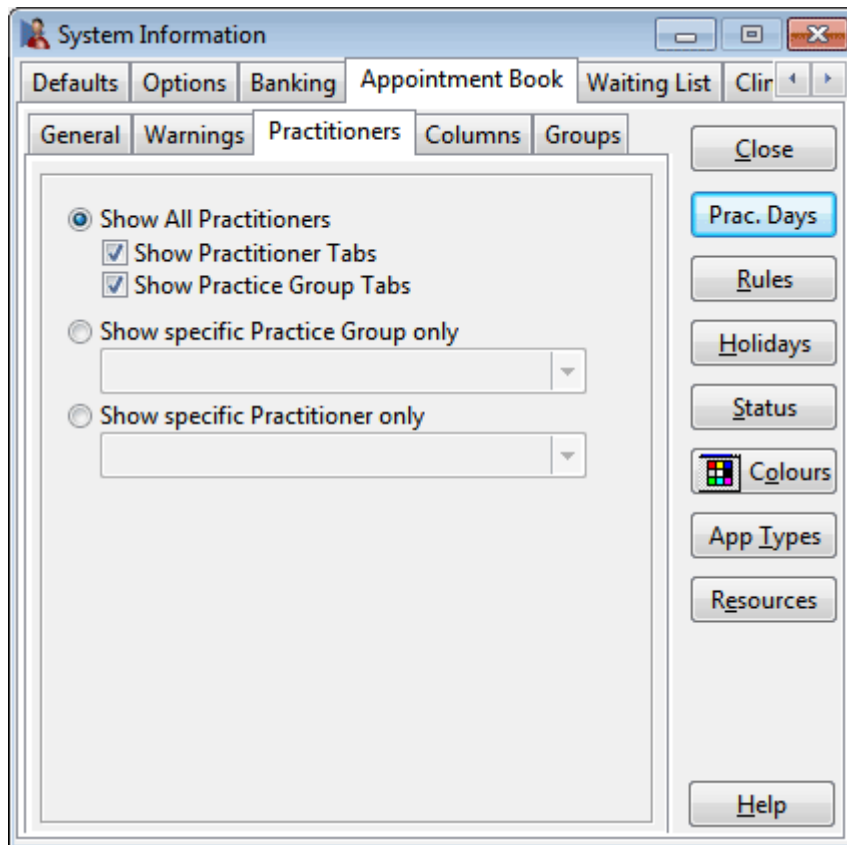 System Information
Defaults Options Banking Appointment Book Waiting List Clin
General Warnings Practitioners Columns Groups
Close
Show All Practitioners
Prac. Days
Show Practitioner Tabs
Show Practice Group Tabs
Rules
Show specific Practice Group only
Holidays
Show specific Practitioner only
Status
Colours
App Types
Resources
Help